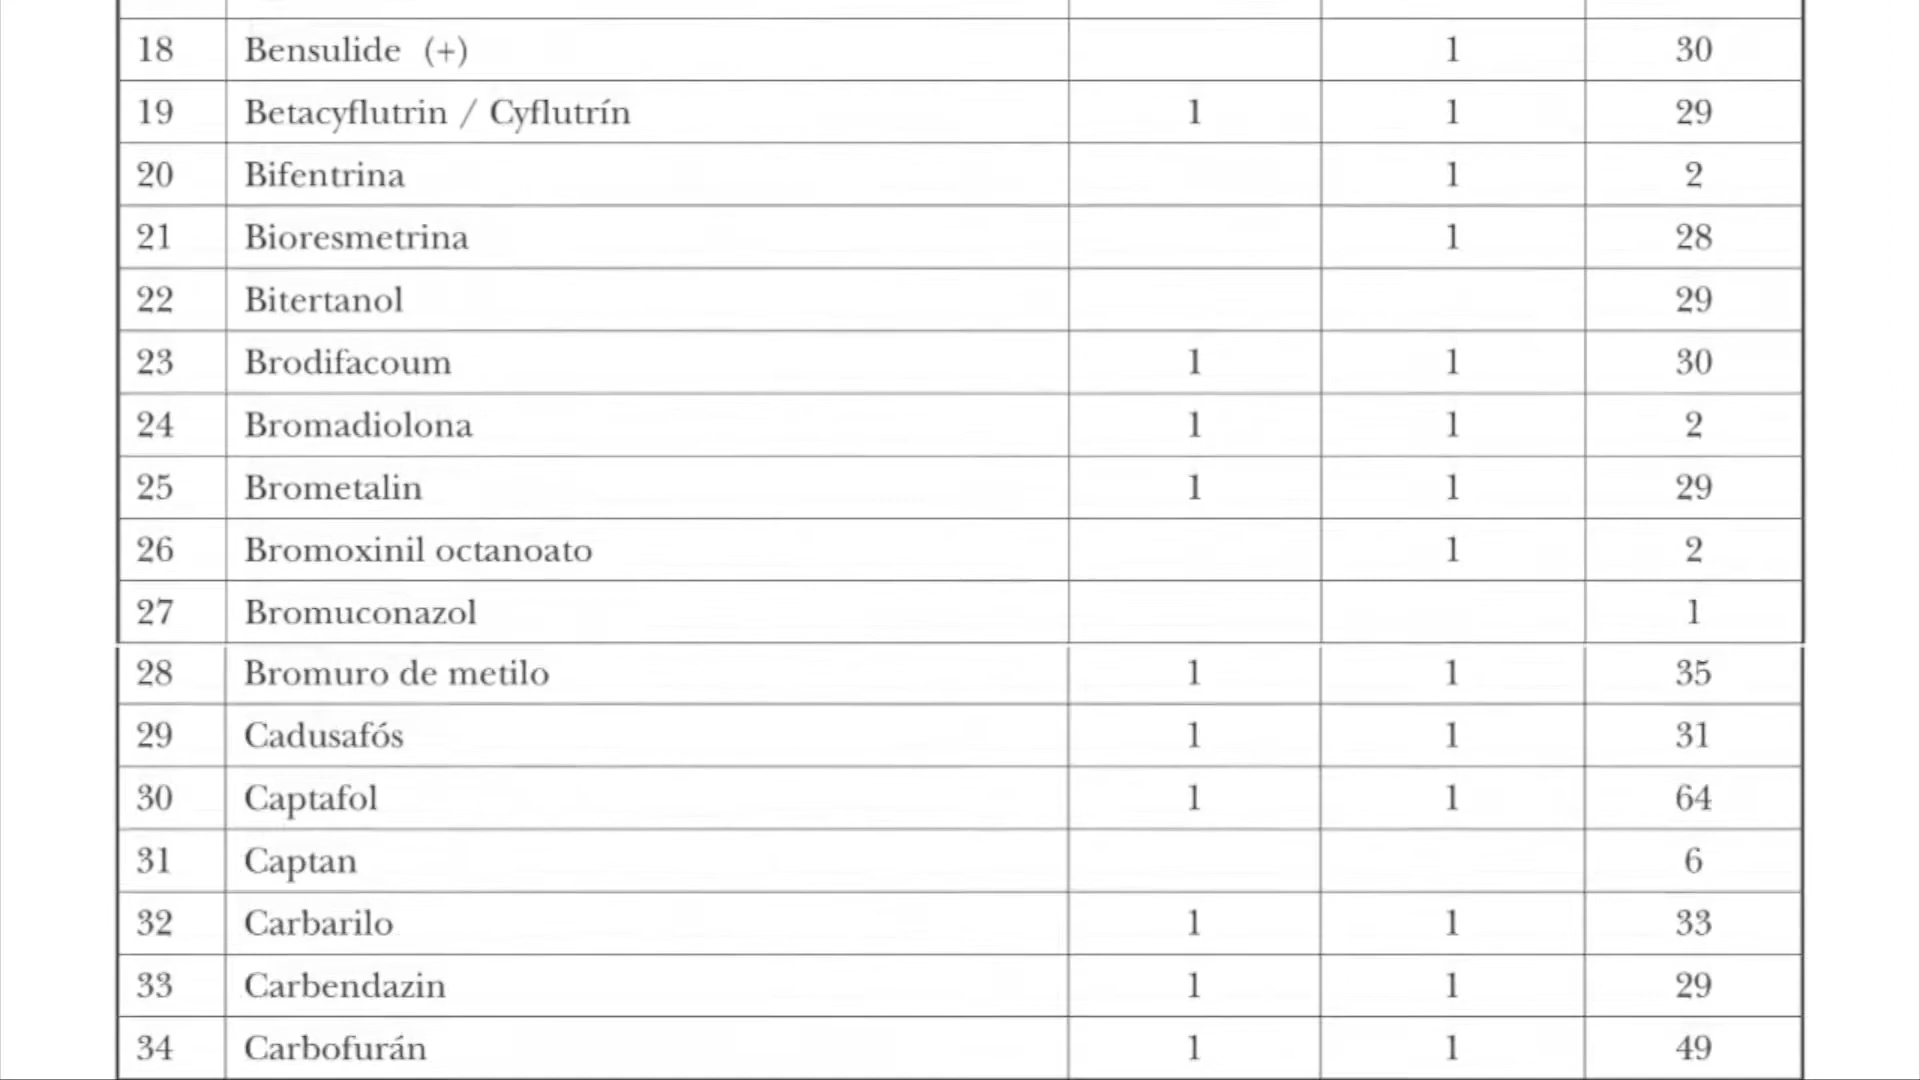 18 Bensulide (+) 1 30
19 Betacyflutrin / Cyflutrín 1 1 29
20 Bifentrina 1 2
21 Bioresmetrina 1 28
22 Bitertanol 29
23 Brodifacoum 1 1 30
24 Bromadiolona 1 1 2
25 Brometalin 1 1 29
26 Bromoxinil octanoato 1 2
27 Bromuconazol 1
28 Bromuro de metilo 1 1 35
29 Cadusafós 1 1 31
30 Captafol 1 1 64
31 Captan 6
32 Carbarilo 1 1 33
33 Carbendazin 1 1 29
34 Carbofurán 1 1 49